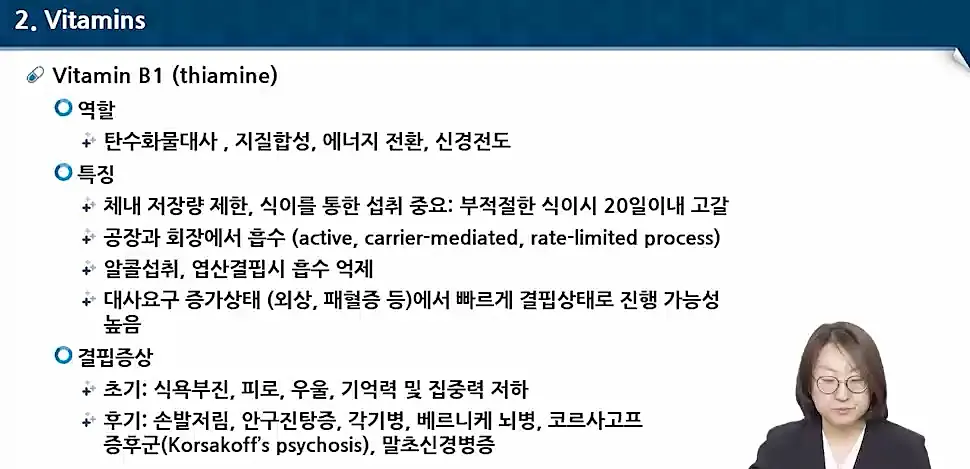 2. Vitamins
Vitamin B1 (thiamine)
역할
탄수화물대사 , 지질합성, 에너지 전환, 신경전도
특징
체내 저장량 제한, 식이를 통한 섭취 중요: 부적절한 식이시 20일이내 고갈
공장과 회장에서 흡수 (active, carrier-mediated, rate-limited process)
알콜섭취, 엽산결핍시 흡수 억제
대사요구 증가상태 (외상, 패혈증 등)에서 빠르게 결핍상태로 진행 가능성
높음
결핍증상
초기: 식욕부진, 피로, 우울, 기억력 및 집중력 저하
후기: 손발저림, 안구진탕증, 각기병, 베르니케 뇌병, 코르사고프
증후군(Korsakoff's psychosis), 말초신경병증